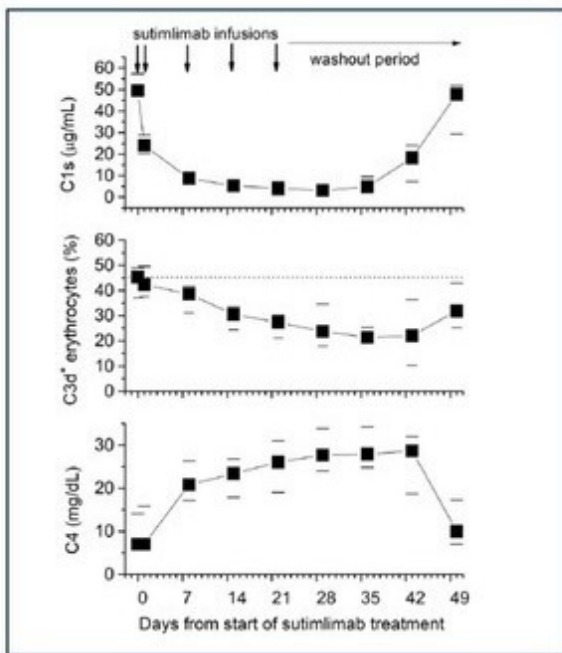 sutimlimab infusions
washout period
C1s (µg/mL)
60
50
40
30
20
10
0
C3d⁺ erythrocytes (%)
60
50
40
30
20
10
0
C4 (mg/dL)
30
20
10
0
0 7 14 21 28 35 42 49
Days from start of sutimlimab treatment